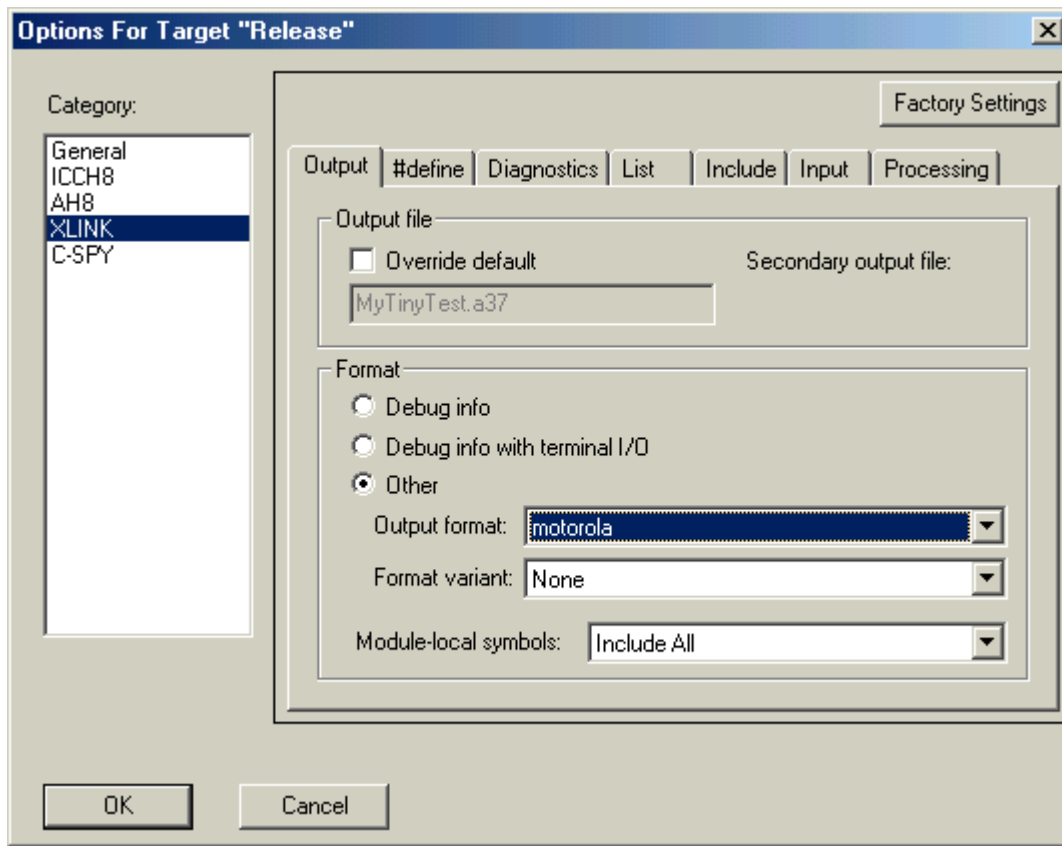 Options For Target "Release"
Category:
General
ICCH8
AH8
XLINK
C-SPY
Factory Settings
Output #define Diagnostics List Include Input Processing
Output file
Override default
Secondary output file:
MyTinyTest.a37
Format
Debug info
Debug info with terminal I/O
Other
Output format: motorola
Format variant: None
Module-local symbols: Include All
OK Cancel